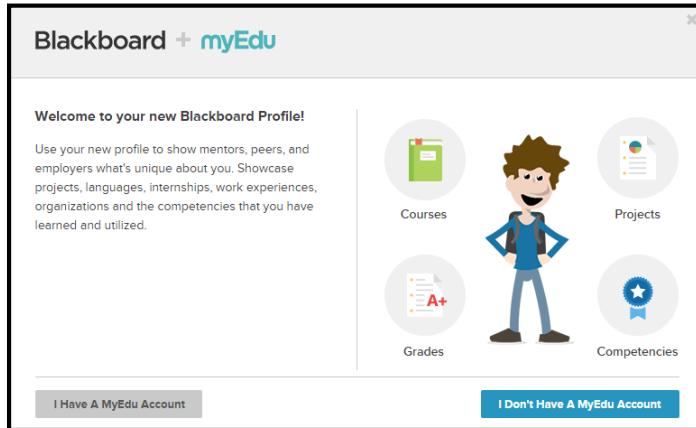 Blackboard + myEdu
Welcome to your new Blackboard Profile!
Use your new profile to show mentors, peers, and
employers what's unique about you. Showcase
projects, languages, internships, work experiences,
organizations and the competencies that you have
learned and utilized.
Courses
Projects
A+
Grades
Competencies
I Have A MyEdu Account
I Don't Have A MyEdu Account